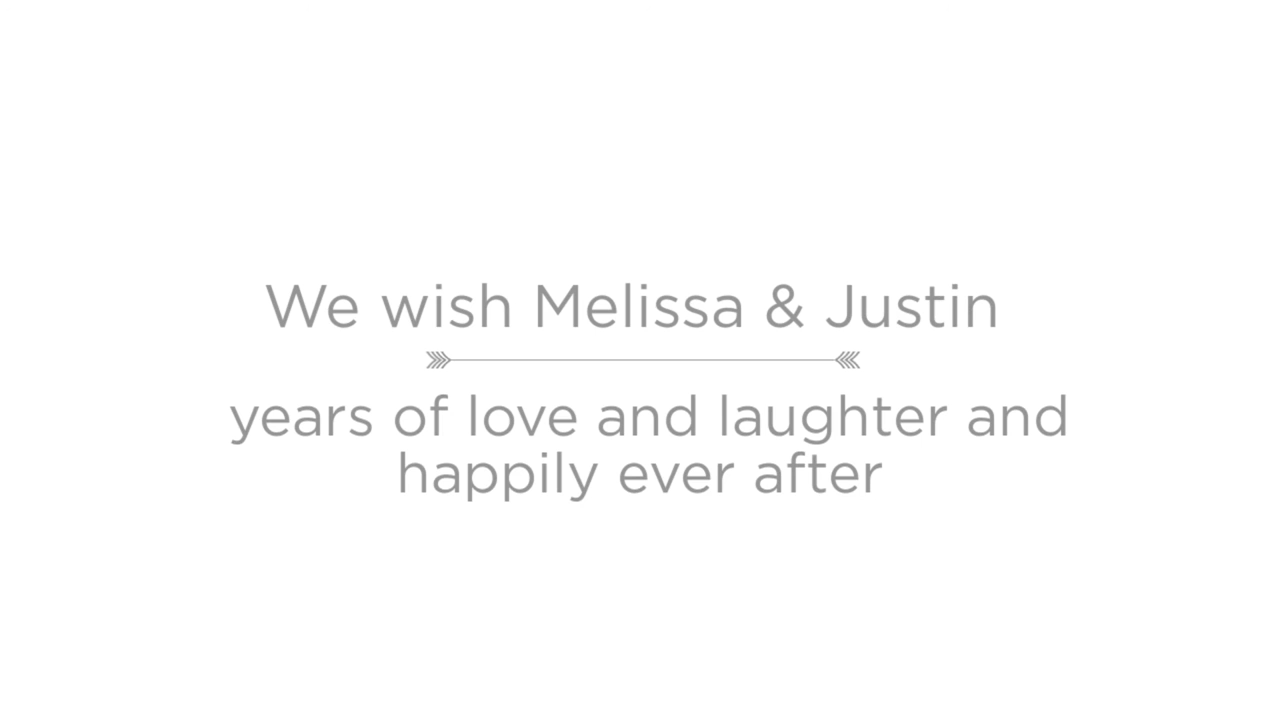 We wish Melissa & Justin
years of love and laughter and
happily ever after